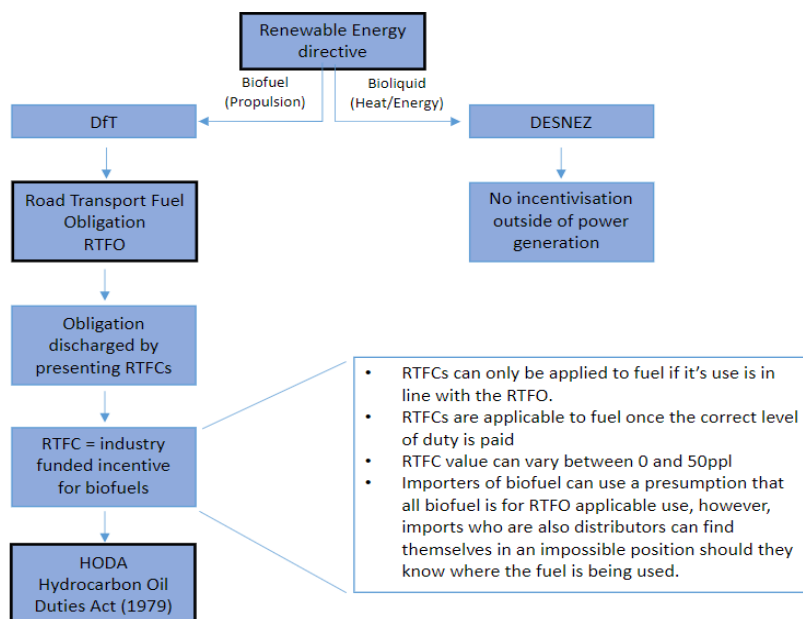 Renewable Energy
directive
Biofuel
(Propulsion)
Bioliquid
(Heat/Energy)
DfT
DESNEZ
Road Transport Fuel
Obligation
RTFO
No incentivisation
outside of power
generation
Obligation
discharged by
presenting RTFCs
RTFC = industry
funded incentive
for biofuels
• RTFCs can only be applied to fuel if it's use is in
line with the RTFO.
• RTFCs are applicable to fuel once the correct level
of duty is paid
• RTFC value can vary between 0 and 50ppl
• Importers of biofuel can use a presumption that
all biofuel is for RTFO applicable use, however,
imports who are also distributors can find
themselves in an impossible position should they
know where the fuel is being used.
HODA
Hydrocarbon Oil
Duties Act (1979)